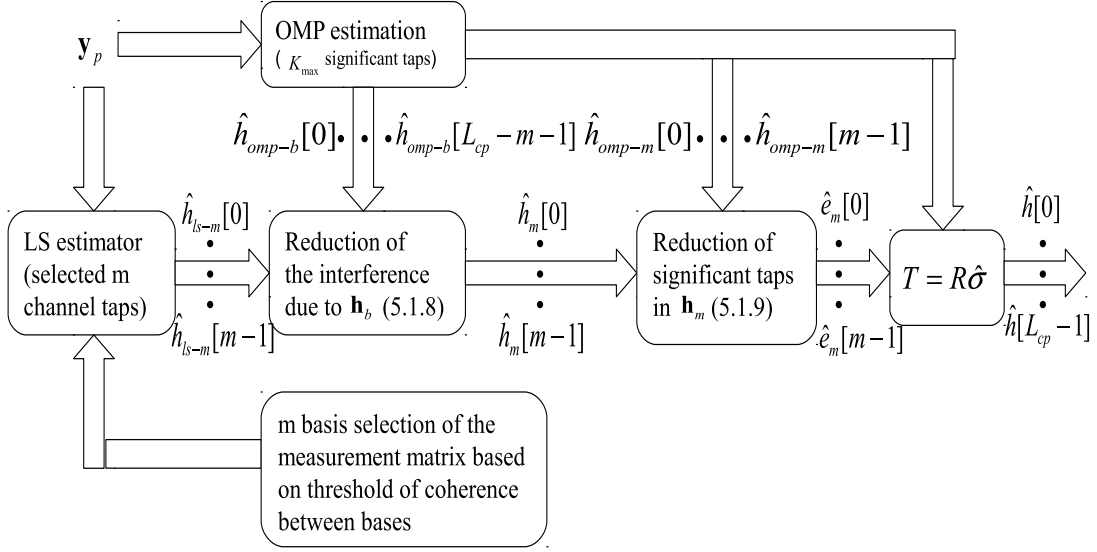 OMP estimation
( K_max significant taps)
y_p
ĥ_omp−b[0] • • • ĥ_omp−b[L_cp − m − 1] ĥ_omp−m[0] • • • ĥ_omp−m[m − 1]
LS estimator
(selected m
channel taps)
ĥ_ls−m[0]
•
•
•
ĥ_ls−m[m − 1]
Reduction of
the interference
due to h_b (5.1.8)
ĥ_m[0]
•
•
•
ĥ_m[m − 1]
Reduction of
significant taps
in h_m (5.1.9)
ê_m[0]
•
•
•
ê_m[m − 1]
T = Rσ̂
ĥ[0]
•
•
•
ĥ[L_cp − 1]
m basis selection of the
measurement matrix based
on threshold of coherence
between bases